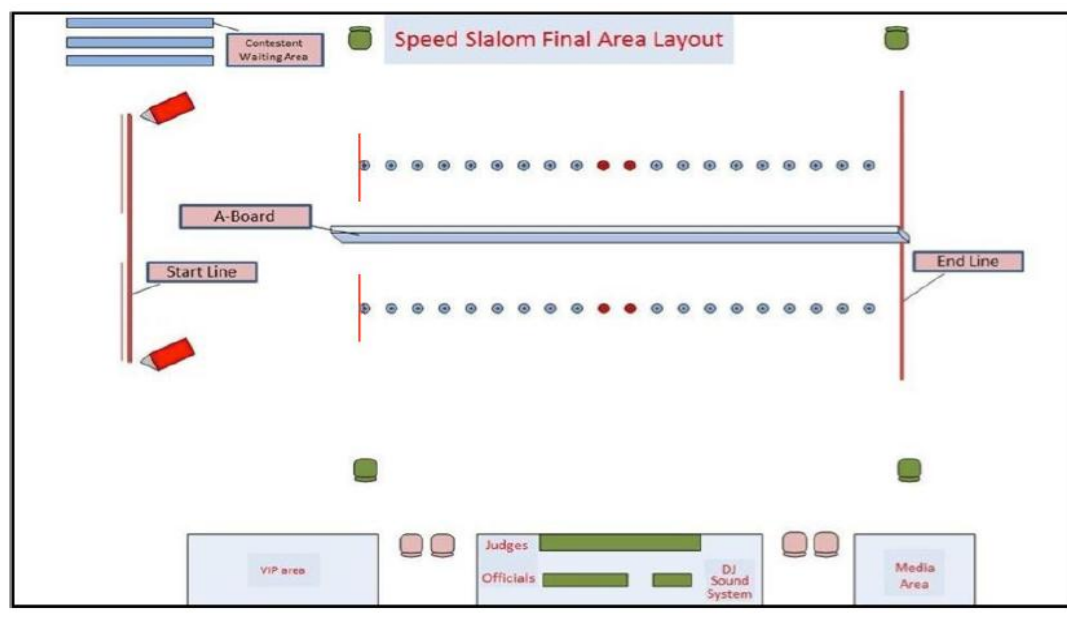 Speed Slalom Final Area Layout
Contestent
Waiting Area
A-Board
Start Line
End Line
VIP area
Judges
Officials
DJ
Sound
System
Media
Area